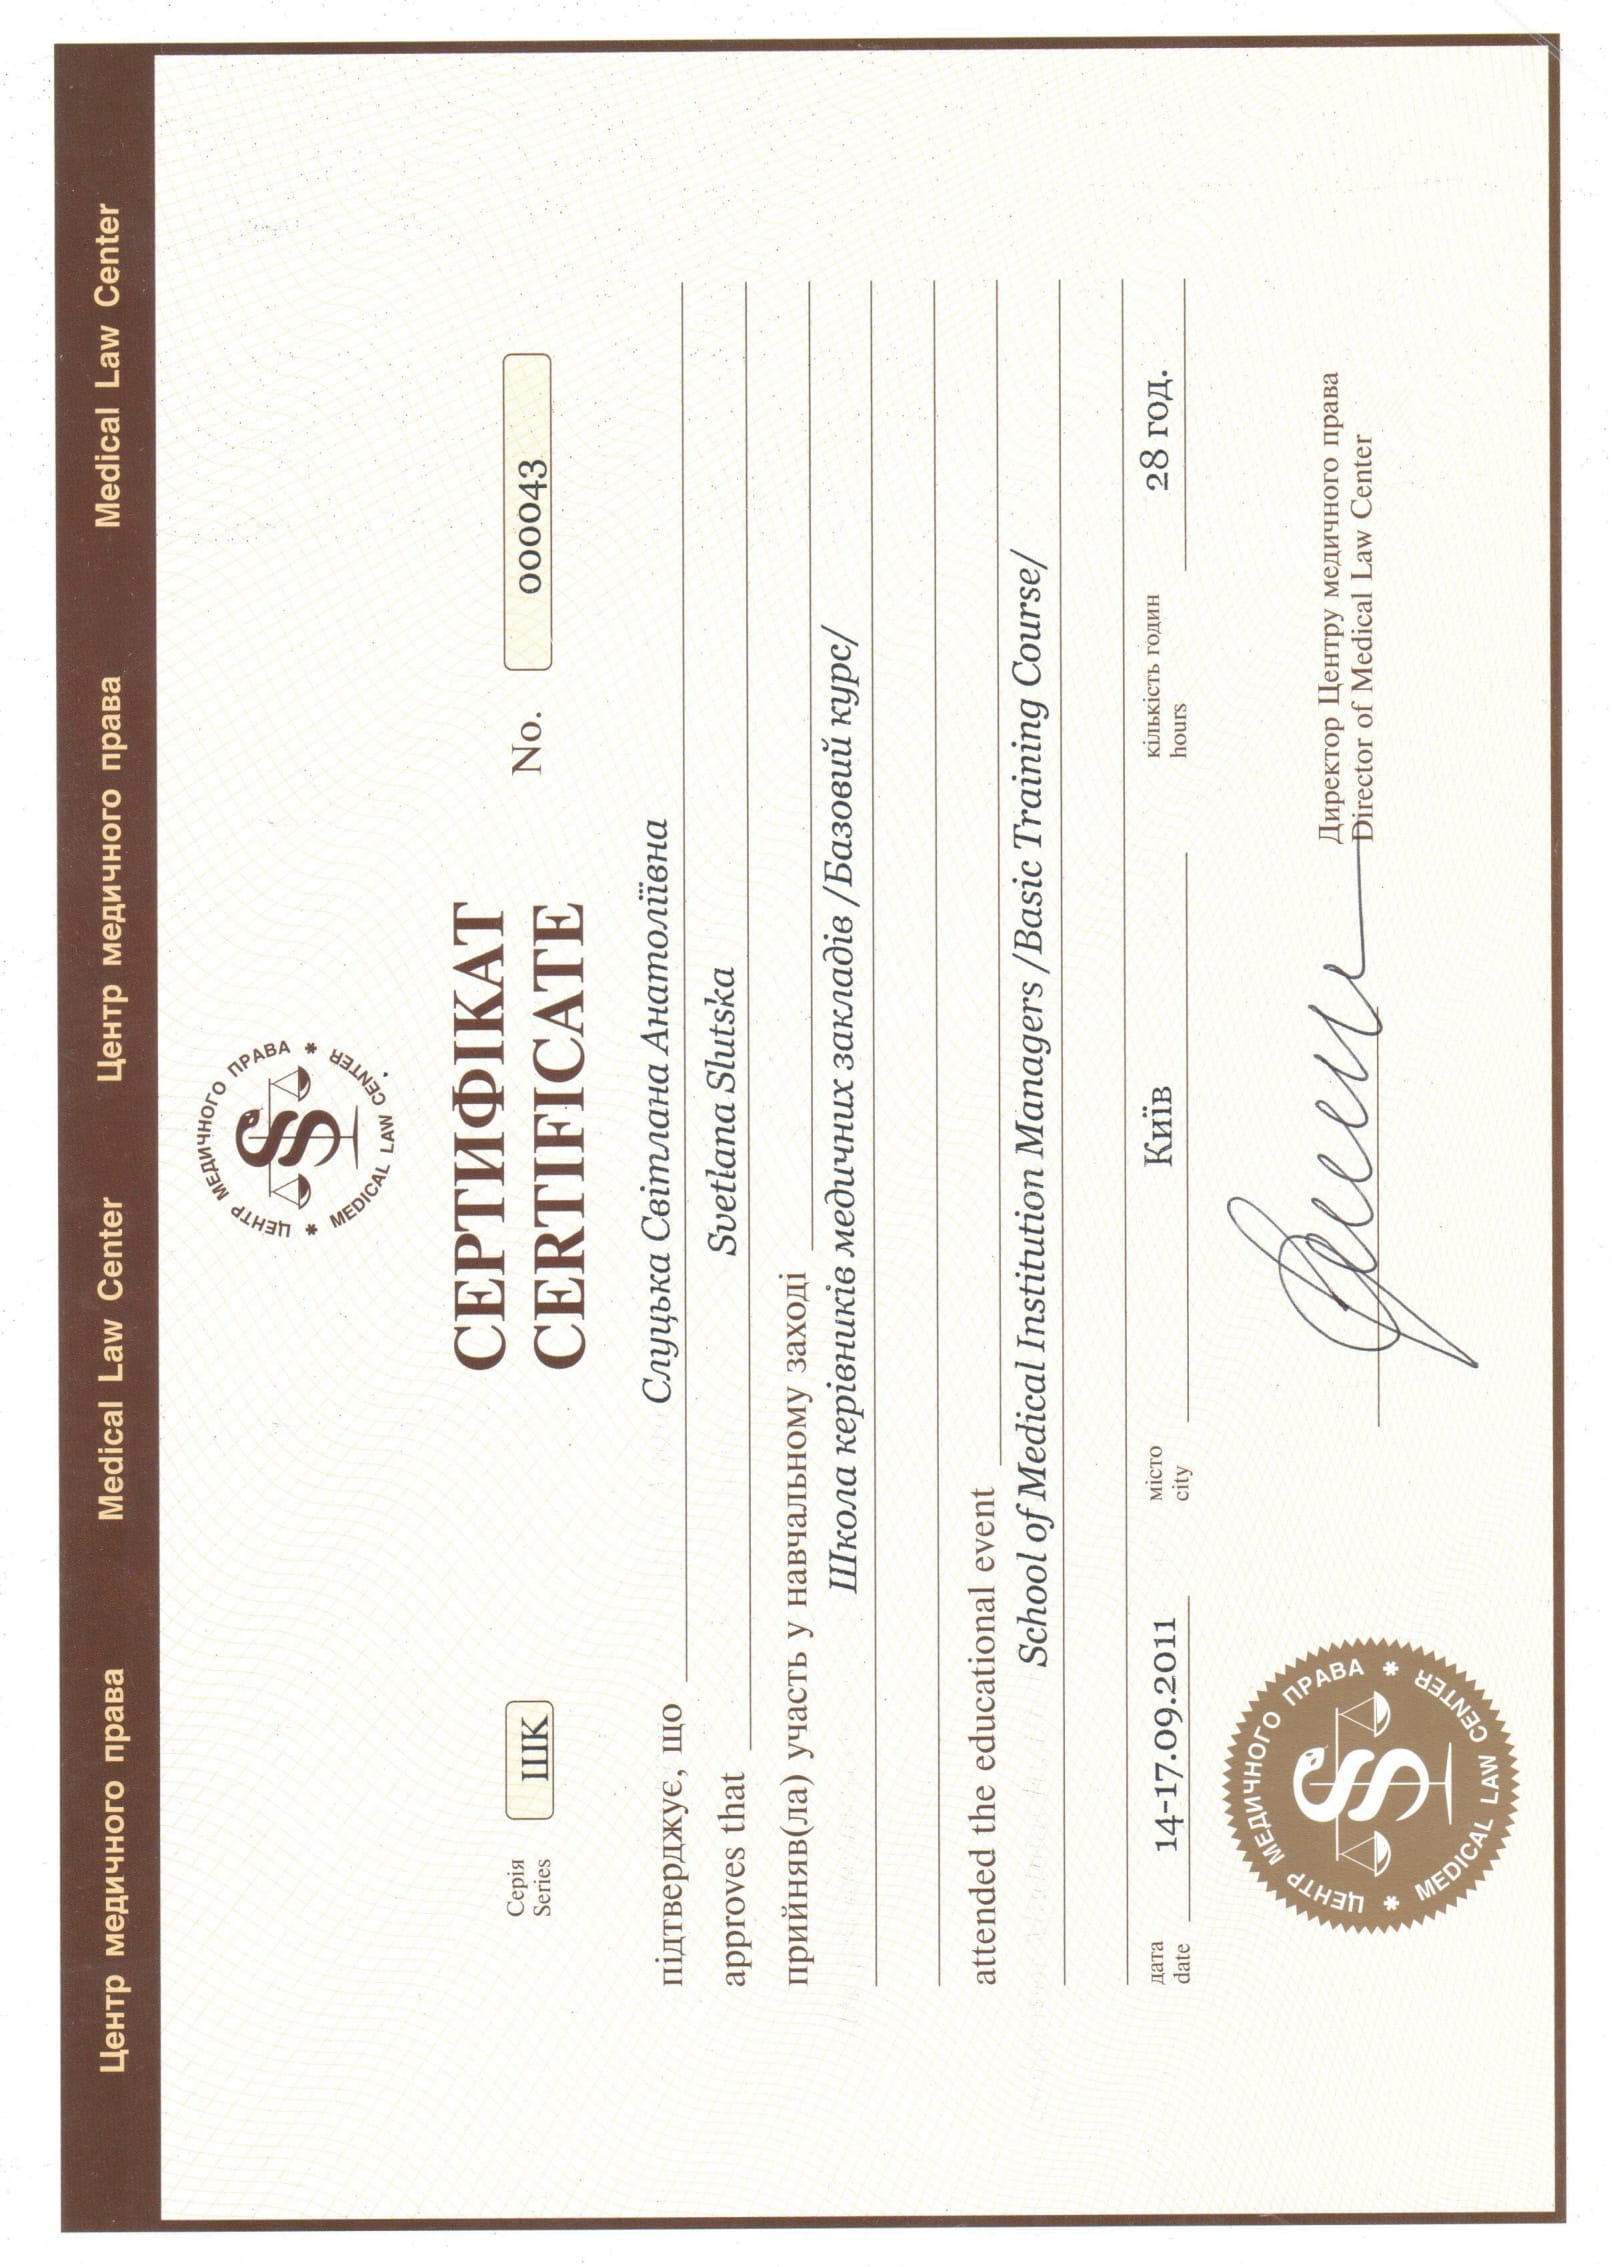 Центр медичного права Medical Law Center Центр медичного права Medical Law Center
ЦЕНТР МЕДИЧНОГО ПРАВА * MEDICAL LAW CENTER *
СЕРТИФІКАТ
CERTIFICATE
Серія
Series
ШК
No.
000043
підтверджує, що Слуцька Світлана Анатоліївна
approves that Svetlana Slutska
прийняв(ла) участь у навчальному заході
Школа керівників медичних закладів /Базовий курс/
attended the educational event
School of Medical Institution Managers /Basic Training Course/
дата
date
14-17.09.2011
місто
city
Київ
кількість годин
hours
28 год.
ЦЕНТР МЕДИЧНОГО ПРАВА * MEDICAL LAW CENTER *
Директор Центру медичного права
Director of Medical Law Center